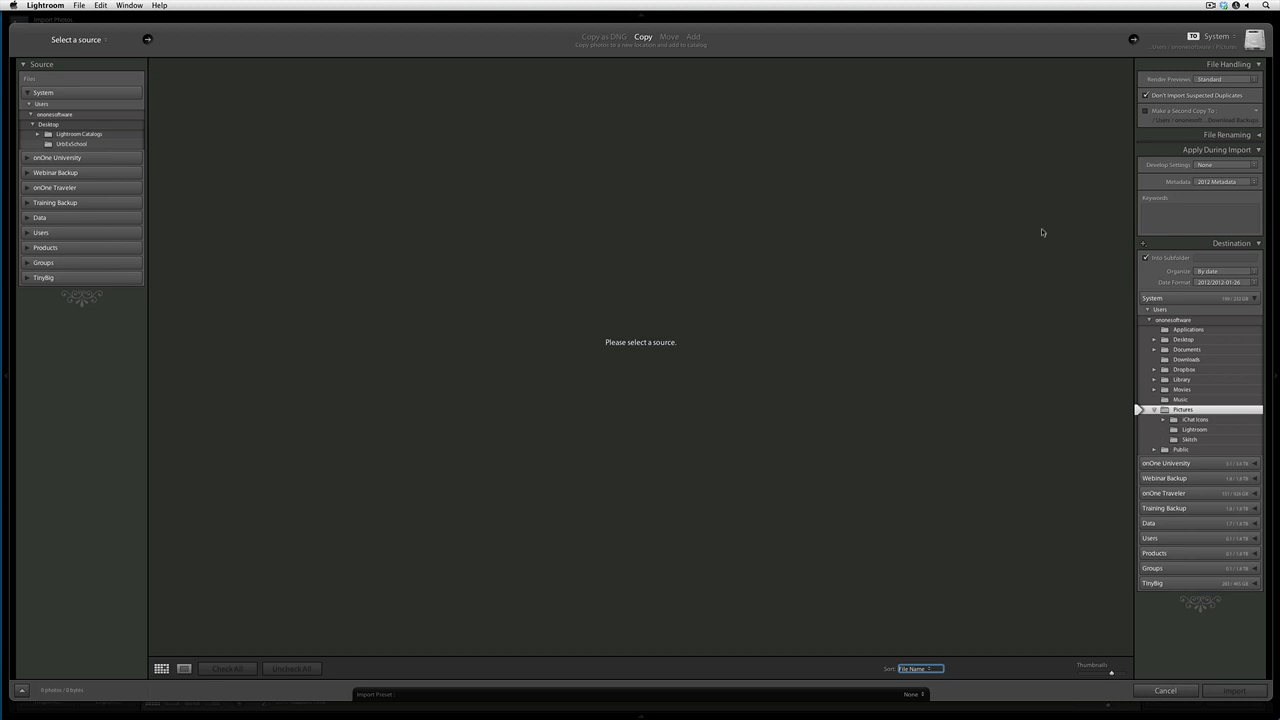 Lightroom File Edit Window Help
Import Photos
Select a source
Copy as DNG Copy Move Add
Copy photos to a new location and add to catalog
TO System
Source
Files
System
Users
ononesoftware
Desktop
Lightroom Catalogs
UrbExSchool
onOne University
Webinar Backup
onOne Traveler
Training Backup
Data
Users
Products
Groups
TinyBig
Please select a source.
File Handling
Render Previews: Standard
Don't Import Suspected Duplicates
Make a Second Copy To:
File Renaming
Apply During Import
Develop Settings: None
Metadata: 2012 Metadata
Keywords
Destination
Into Subfolder
Organize: By date
Date Format: 2012/2012-01-26
System
Users
ononesoftware
Applications
Desktop
Documents
Downloads
Dropbox
Library
Movies
Music
Pictures
iChat Icons
Lightroom
Skitch
Public
onOne University
Webinar Backup
onOne Traveler
Training Backup
Data
Users
Products
Groups
TinyBig
Check All Uncheck All
Sort: File Name
Thumbnails
0 photos / 0 bytes
Import Preset: None
Cancel Import